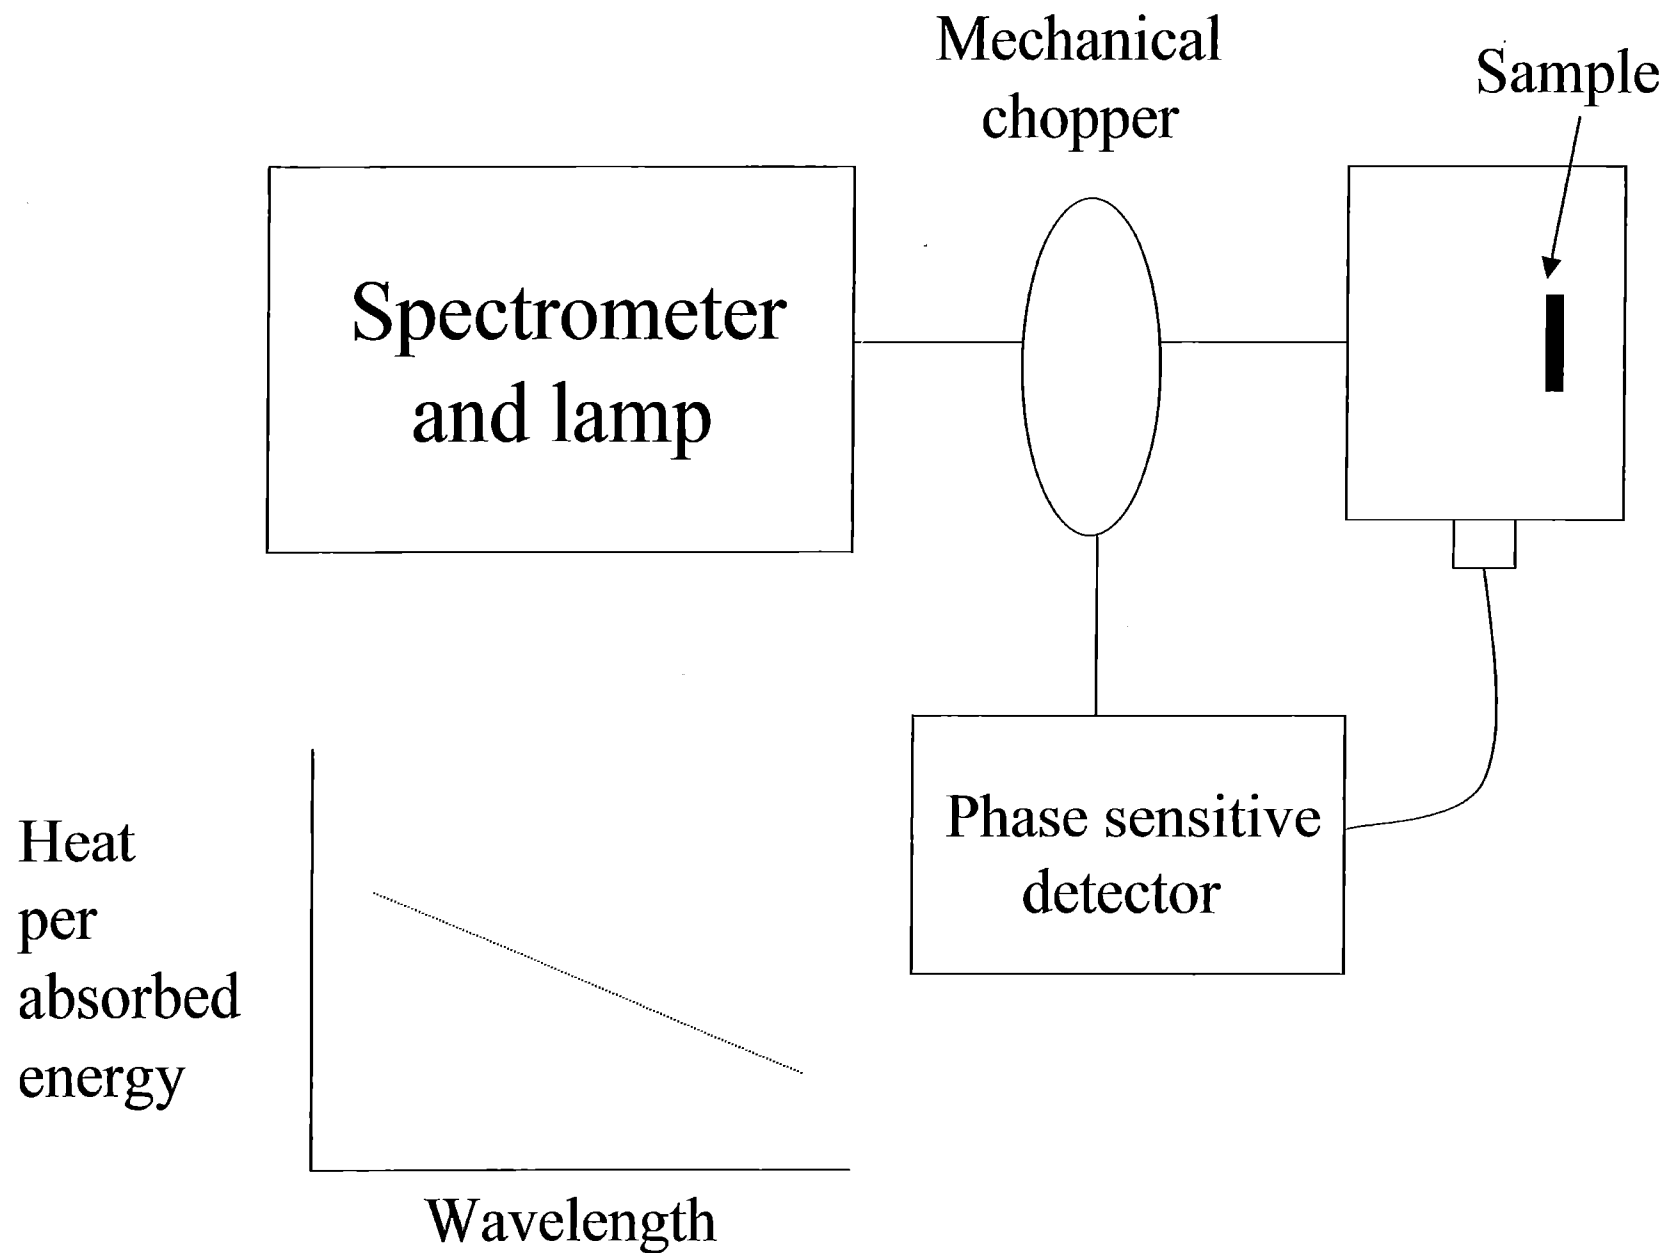 Mechanical
chopper
Sample
Spectrometer
and lamp
Phase sensitive
detector
Heat
per
absorbed
energy
Wavelength